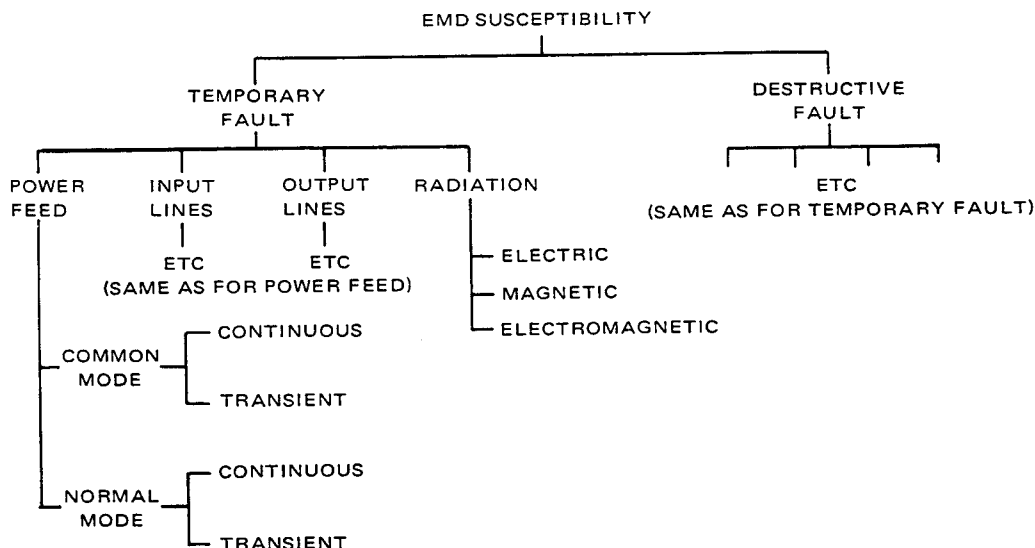 EMD SUSCEPTIBILITY
TEMPORARY
FAULT
DESTRUCTIVE
FAULT
POWER
FEED
INPUT
LINES
OUTPUT
LINES
RADIATION
ETC
(SAME AS FOR TEMPORARY FAULT)
ETC
ETC
(SAME AS FOR POWER FEED)
ELECTRIC
MAGNETIC
ELECTROMAGNETIC
COMMON
MODE
CONTINUOUS
TRANSIENT
NORMAL
MODE
CONTINUOUS
TRANSIENT